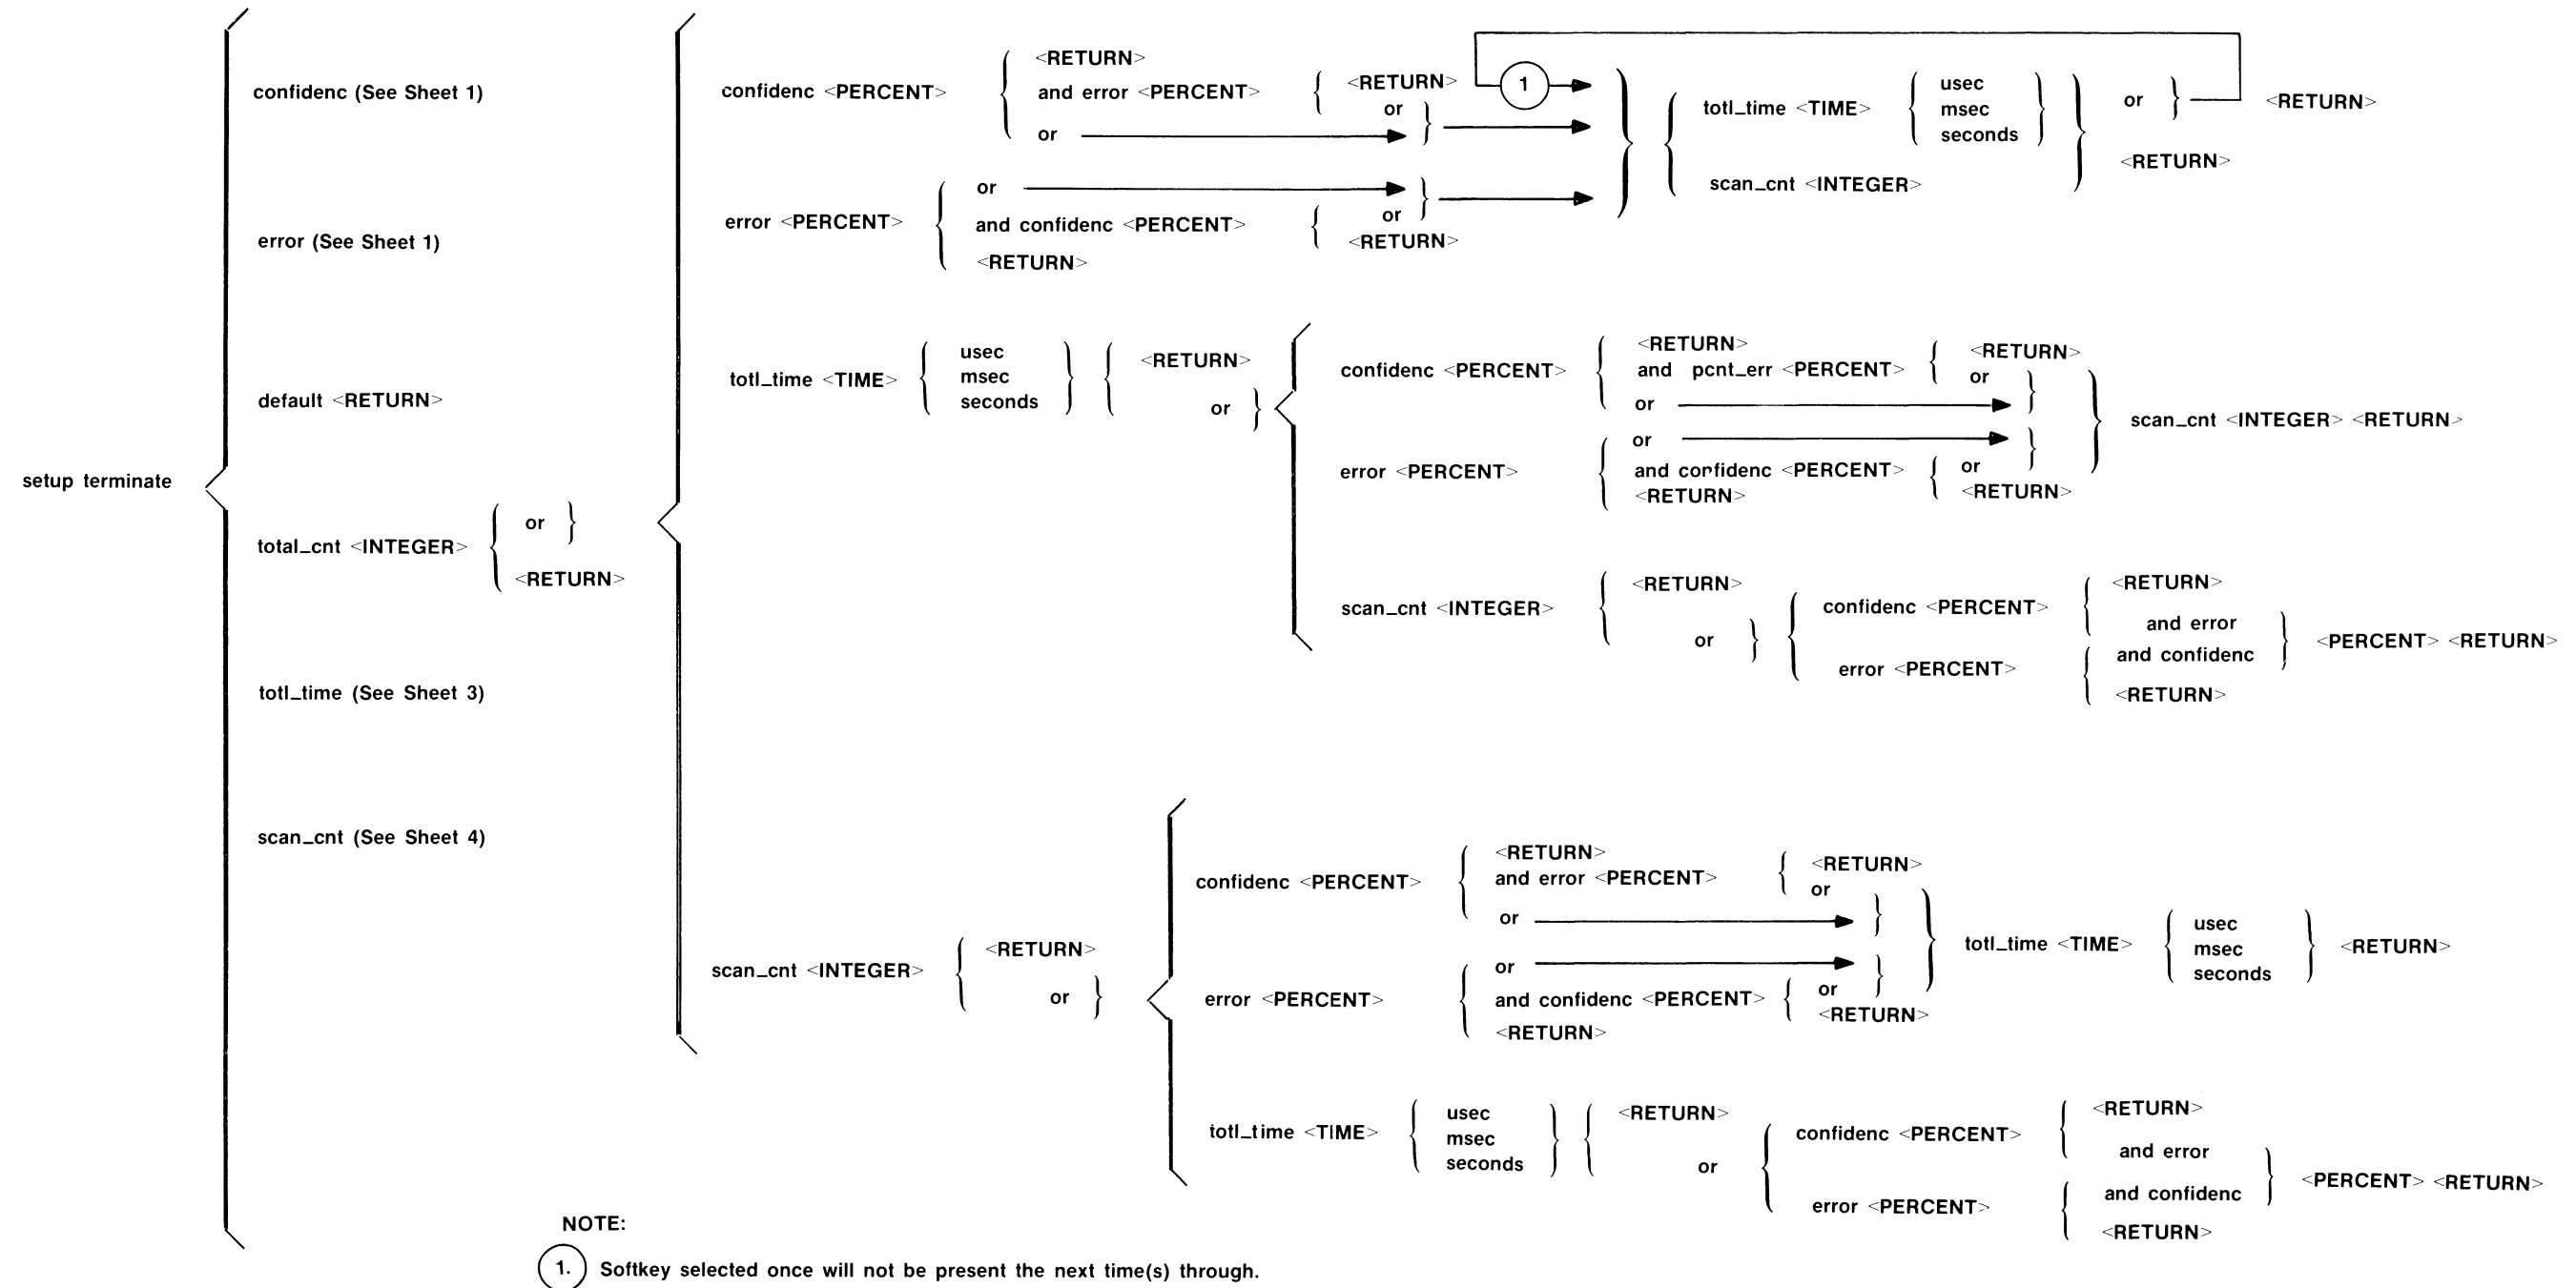 setup terminate
confidenc (See Sheet 1)
error (See Sheet 1)
default <RETURN>
total_cnt <INTEGER>
or
<RETURN>
totl_time (See Sheet 3)
scan_cnt (See Sheet 4)
confidenc <PERCENT>
<RETURN>
and error <PERCENT>
or
<RETURN>
or
error <PERCENT>
or
and confidenc <PERCENT>
<RETURN>
or
<RETURN>
1
totl_time <TIME>
usec
msec
seconds
scan_cnt <INTEGER>
or
<RETURN>
<RETURN>
totl_time <TIME>
usec
msec
seconds
<RETURN>
or
confidenc <PERCENT>
<RETURN>
and pcnt_err <PERCENT>
or
<RETURN>
or
error <PERCENT>
or
and confidenc <PERCENT>
<RETURN>
or
<RETURN>
scan_cnt <INTEGER> <RETURN>
scan_cnt <INTEGER>
<RETURN>
or
confidenc <PERCENT>
error <PERCENT>
<RETURN>
and error
and confidenc
<RETURN>
<PERCENT> <RETURN>
scan_cnt <INTEGER>
<RETURN>
or
confidenc <PERCENT>
<RETURN>
and error <PERCENT>
or
<RETURN>
or
error <PERCENT>
or
and confidenc <PERCENT>
<RETURN>
or
<RETURN>
totl_time <TIME>
usec
msec
seconds
<RETURN>
totl_time <TIME>
usec
msec
seconds
<RETURN>
or
confidenc <PERCENT>
error <PERCENT>
<RETURN>
and error
and confidenc
<RETURN>
<PERCENT> <RETURN>
NOTE:
1. Softkey selected once will not be present the next time(s) through.